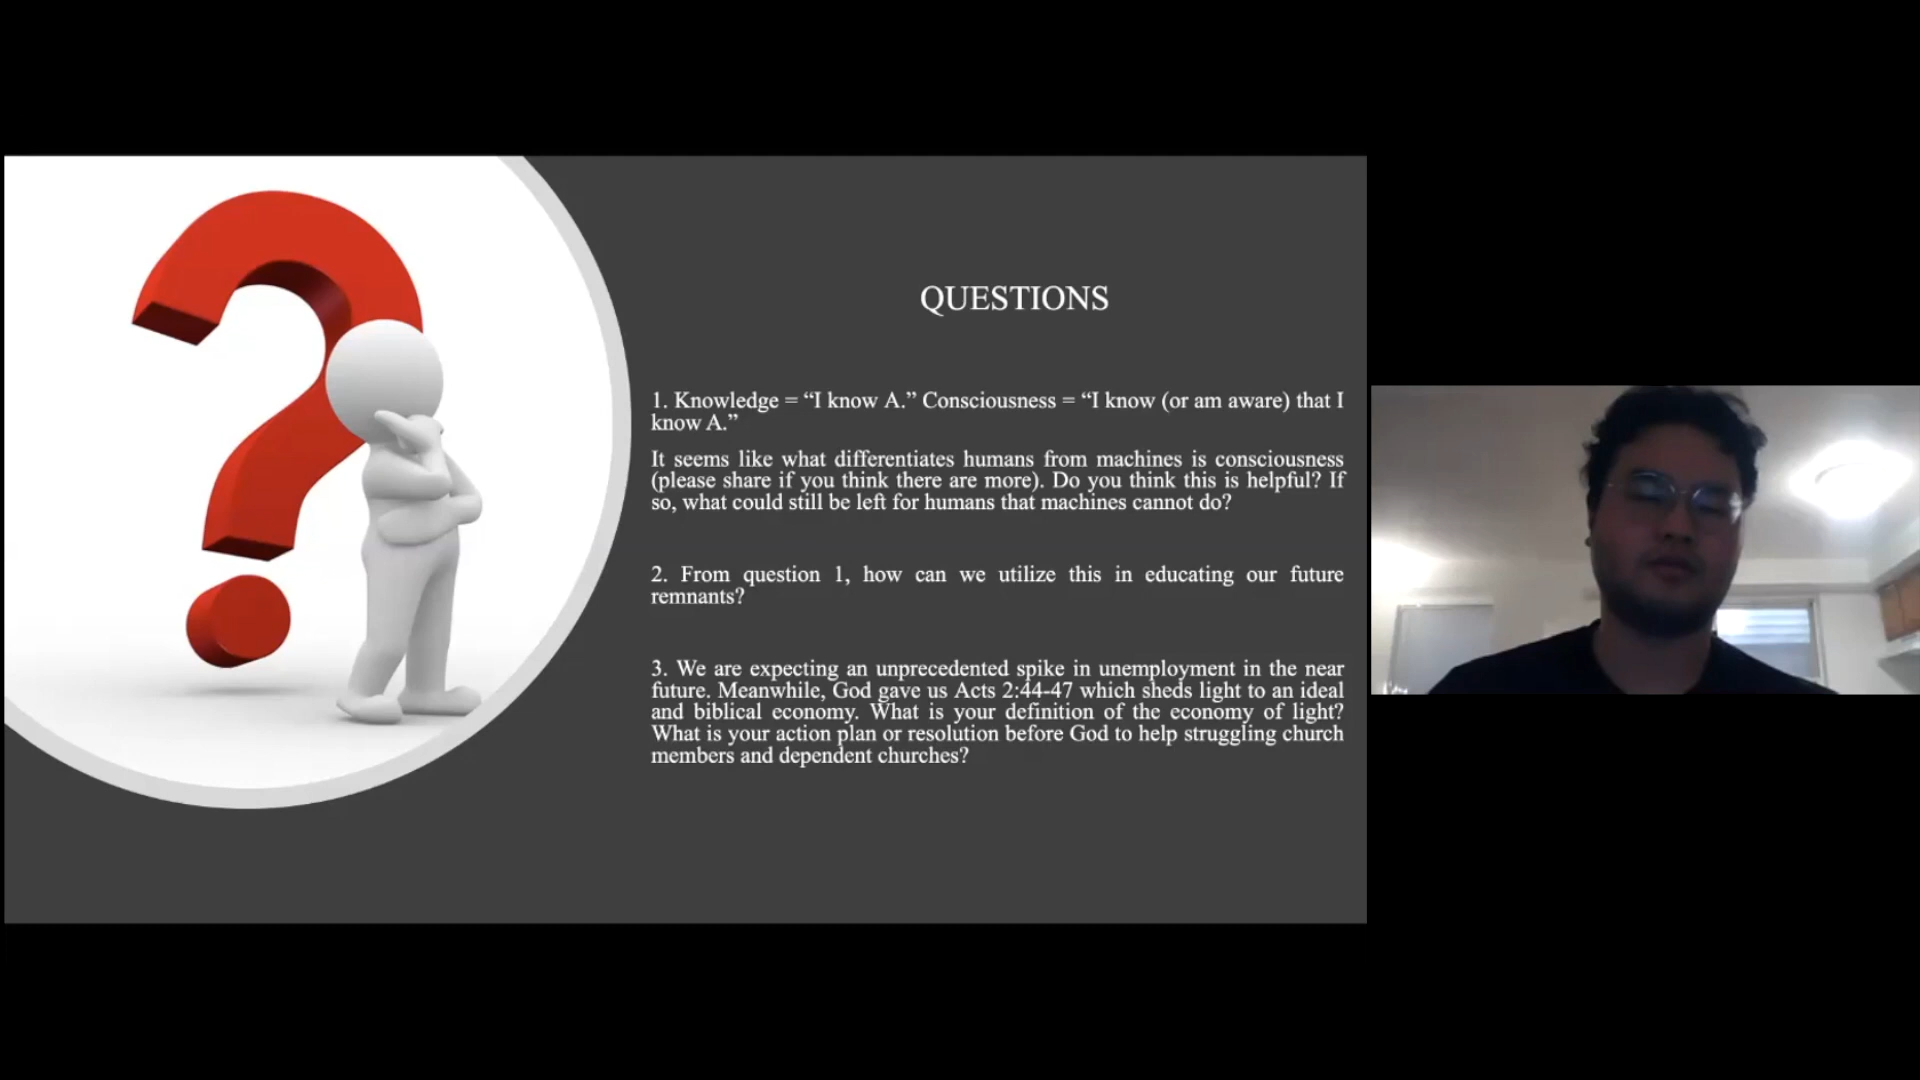 QUESTIONS
1. Knowledge = “I know A.” Consciousness = “I know (or am aware) that I
know A.”
It seems like what differentiates humans from machines is consciousness
(please share if you think there are more). Do you think this is helpful? If
so, what could still be left for humans that machines cannot do?
2. From question 1, how can we utilize this in educating our future
remnants?
3. We are expecting an unprecedented spike in unemployment in the near
future. Meanwhile, God gave us Acts 2:44-47 which sheds light to an ideal
and biblical economy. What is your definition of the economy of light?
What is your action plan or resolution before God to help struggling church
members and dependent churches?